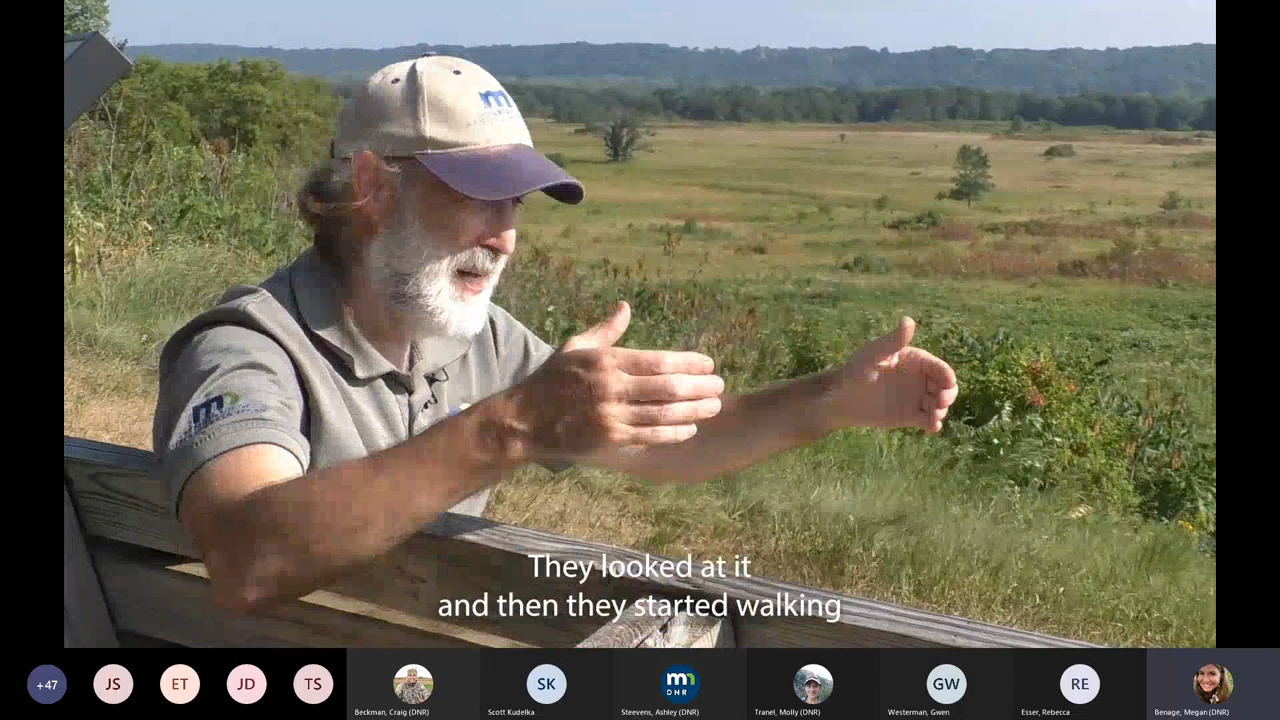 They looked at it
and then they started walking
+47
JS
ET
JD
TS
SK
DNR
GW
RE
Beckman, Craig (DNR)
Scott Kudelka
Steevens, Ashley (DNR)
Tranel, Molly (DNR)
Westerman, Gwen
Esser, Rebecca
Benage, Megan (DNR)